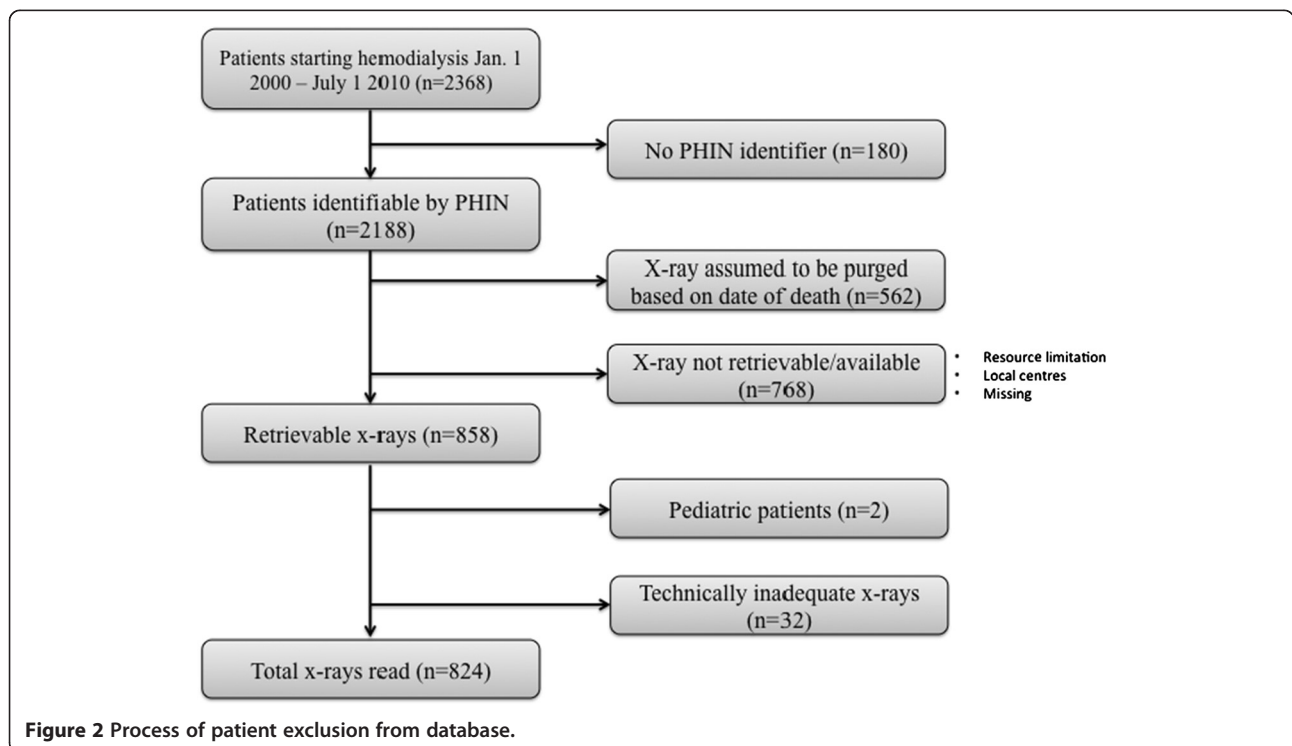 Patients starting hemodialysis Jan. 1
2000 – July 1 2010 (n=2368)
No PHIN identifier (n=180)
Patients identifiable by PHIN
(n=2188)
X-ray assumed to be purged
based on date of death (n=562)
X-ray not retrievable/available
(n=768)
• Resource limitation
• Local centres
• Missing
Retrievable x-rays (n=858)
Pediatric patients (n=2)
Technically inadequate x-rays
(n=32)
Total x-rays read (n=824)
Figure 2 Process of patient exclusion from database.